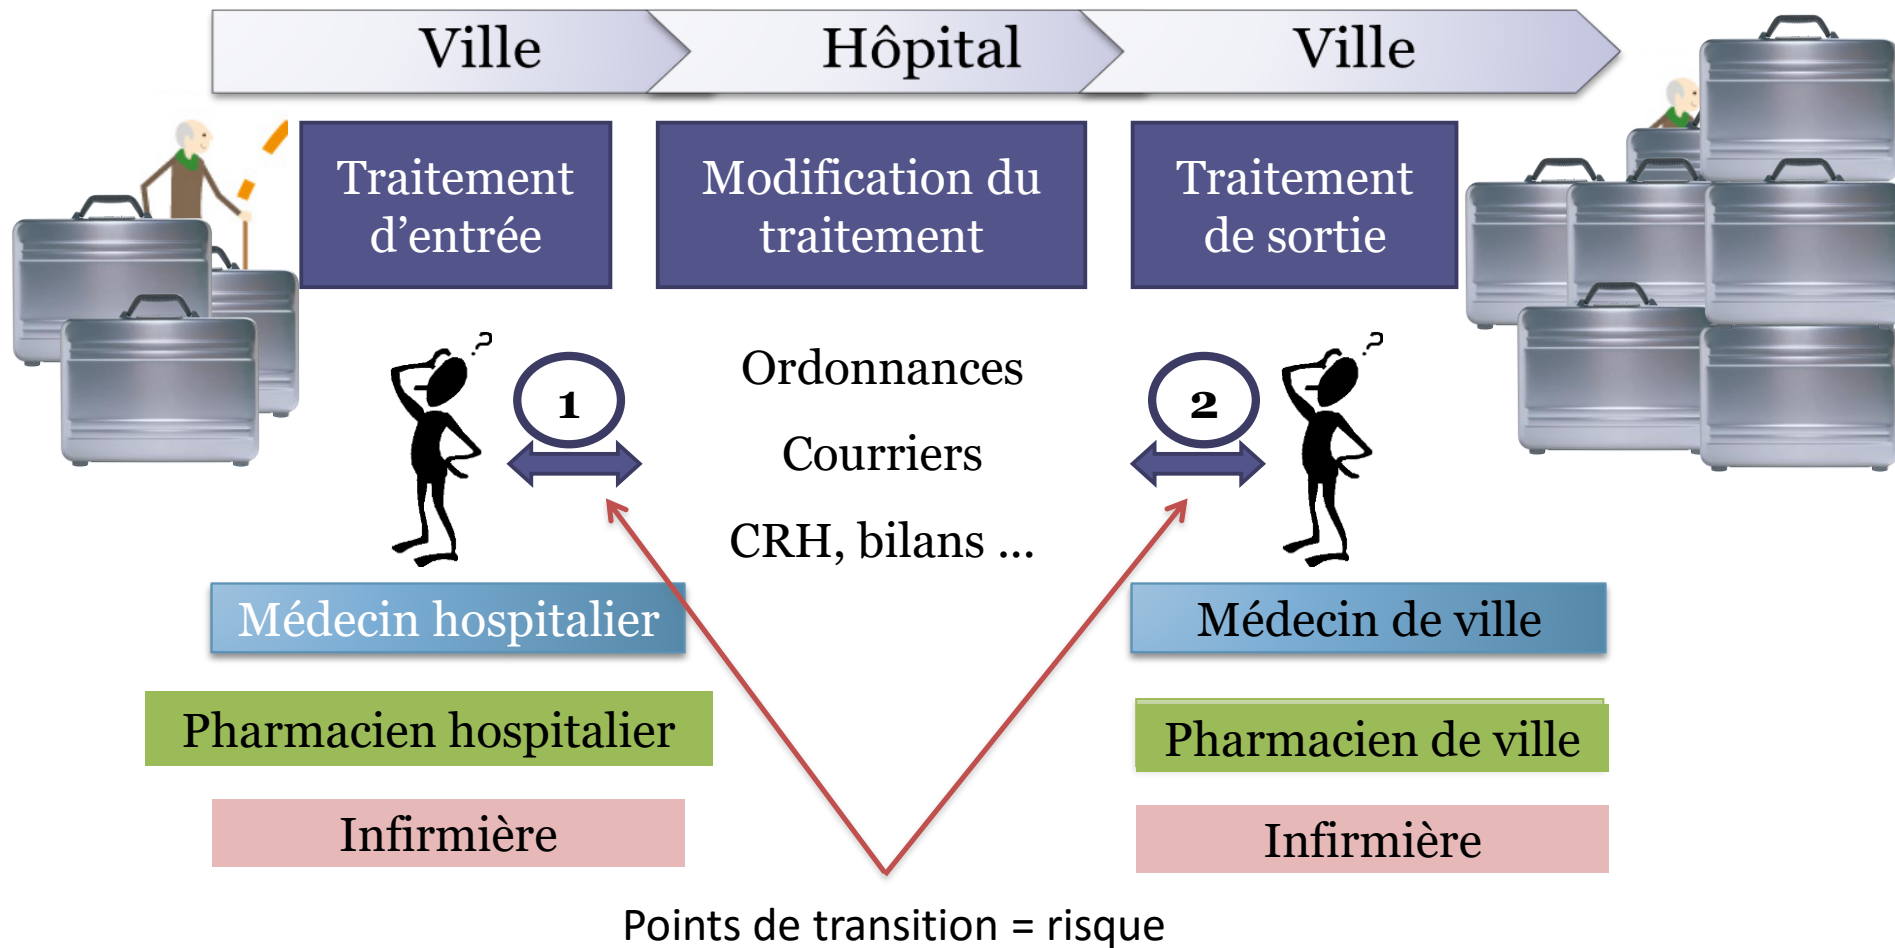 Ville
Hôpital
Ville
Traitement
d’entrée
Modification du
traitement
Traitement
de sortie
?
1
Ordonnances
Courriers
CRH, bilans ...
2
?
Médecin hospitalier
Médecin de ville
Pharmacien hospitalier
Pharmacien de ville
Infirmière
Infirmière
Points de transition = risque